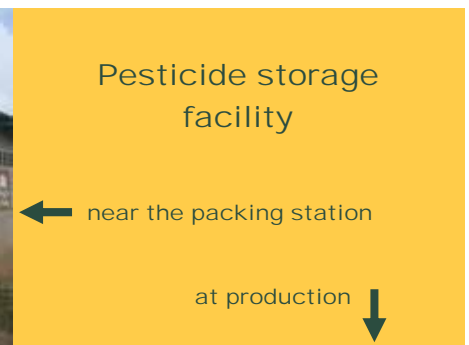 Pesticide storage
facility
near the packing station
at production